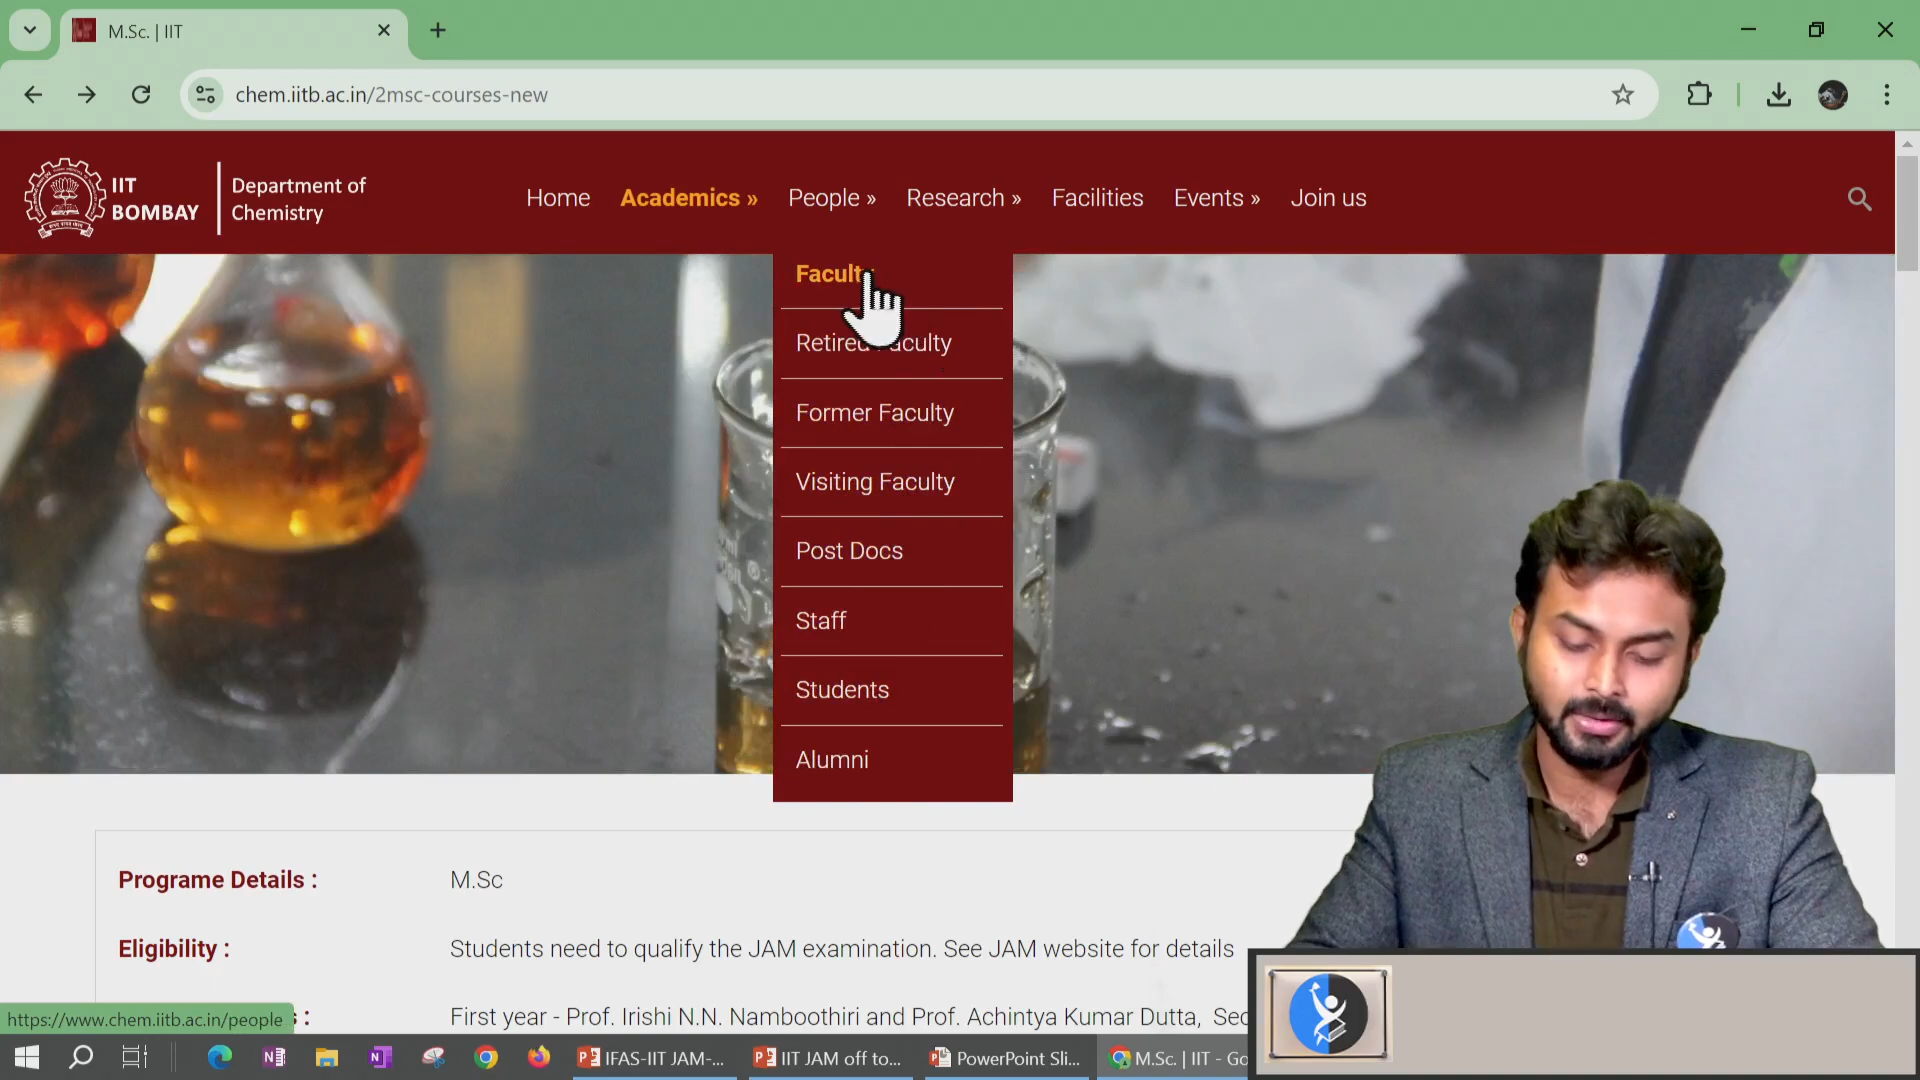 M.Sc. | IIT
chem.iitb.ac.in/2msc-courses-new
IIT
BOMBAY
Department of
Chemistry
Home
Academics »
People »
Research »
Facilities
Events »
Join us
Retired
Former Faculty
Visiting Faculty
Post Docs
Staff
Students
Alumni
Programe Details :
M.Sc
Eligibility :
Students need to qualify the JAM examination. See JAM website for details
First year - Prof. Irishi N.N. Namboothiri and Prof. Achintya Kumar Dutta,
https://www.chem.iitb.ac.in/people
IFAS-IIT JAM-...
IIT JAM off to...
PowerPoint Sli...
M.Sc. | IIT - Go